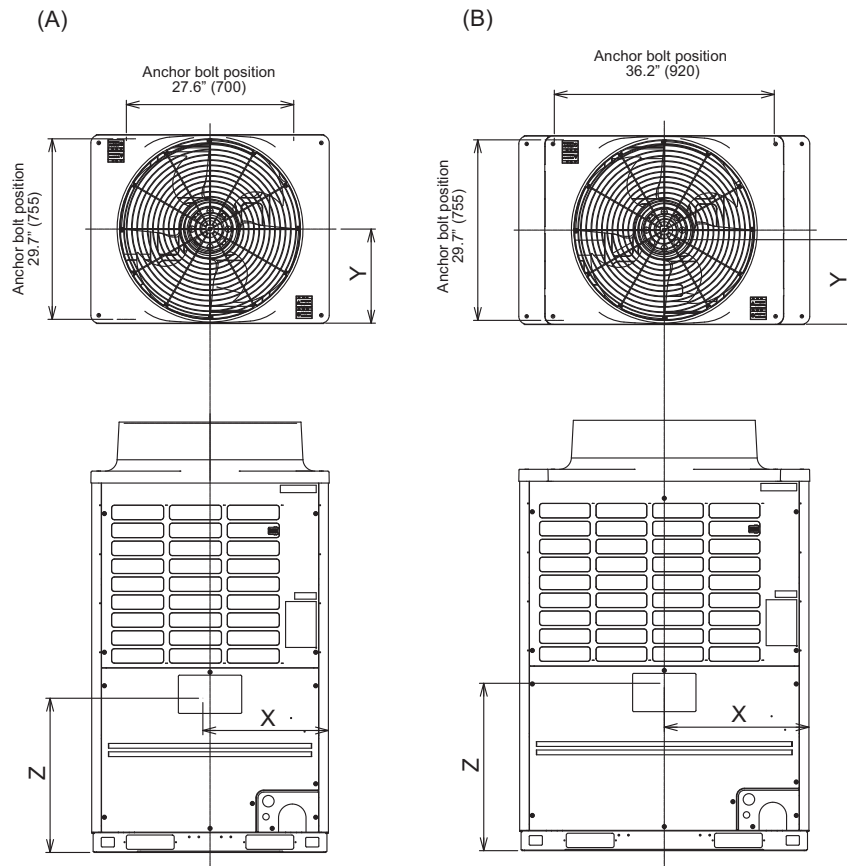 (A)
Anchor bolt position
27.6” (700)
Anchor bolt position
29.7” (755)
Y
X
Z
(B)
Anchor bolt position
36.2” (920)
Anchor bolt position
29.7” (755)
Y
X
Z